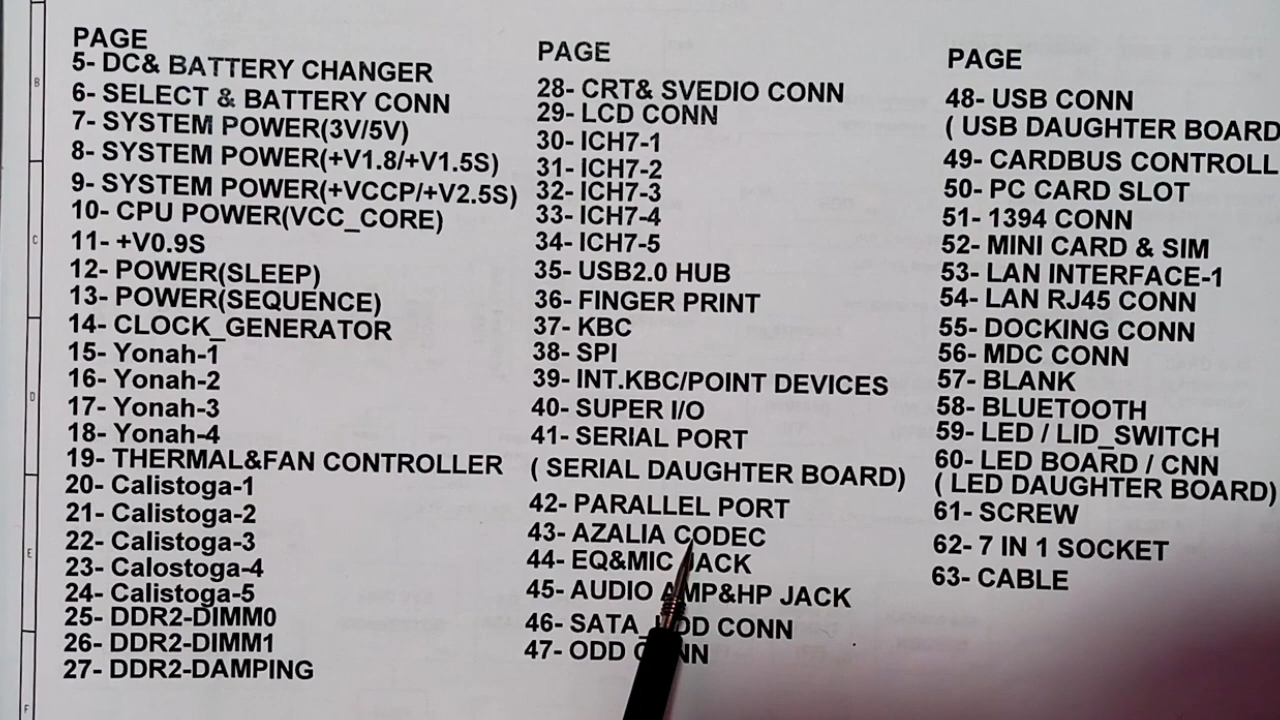 PAGE
5- DC& BATTERY CHANGER
6- SELECT & BATTERY CONN
7- SYSTEM POWER(3V/5V)
8- SYSTEM POWER(+V1.8/+V1.5S)
9- SYSTEM POWER(+VCCP/+V2.5S)
10- CPU POWER(VCC_CORE)
11- +V0.9S
12- POWER(SLEEP)
13- POWER(SEQUENCE)
14- CLOCK_GENERATOR
15- Yonah-1
16- Yonah-2
17- Yonah-3
18- Yonah-4
19- THERMAL&FAN CONTROLLER
20- Calistoga-1
21- Calistoga-2
22- Calistoga-3
23- Calostoga-4
24- Calistoga-5
25- DDR2-DIMM0
26- DDR2-DIMM1
27- DDR2-DAMPING
PAGE
28- CRT& SVEDIO CONN
29- LCD CONN
30- ICH7-1
31- ICH7-2
32- ICH7-3
33- ICH7-4
34- ICH7-5
35- USB2.0 HUB
36- FINGER PRINT
37- KBC
38- SPI
39- INT.KBC/POINT DEVICES
40- SUPER I/O
41- SERIAL PORT
( SERIAL DAUGHTER BOARD)
42- PARALLEL PORT
43- AZALIA CODEC
44- EQ&MIC JACK
45- AUDIO AMP&HP JACK
46- SATA_HDD CONN
47- ODD CONN
PAGE
48- USB CONN
( USB DAUGHTER BOARD
49- CARDBUS CONTROLL
50- PC CARD SLOT
51- 1394 CONN
52- MINI CARD & SIM
53- LAN INTERFACE-1
54- LAN RJ45 CONN
55- DOCKING CONN
56- MDC CONN
57- BLANK
58- BLUETOOTH
59- LED / LID_SWITCH
60- LED BOARD / CNN
( LED DAUGHTER BOARD)
61- SCREW
62- 7 IN 1 SOCKET
63- CABLE
B
C
D
E
F